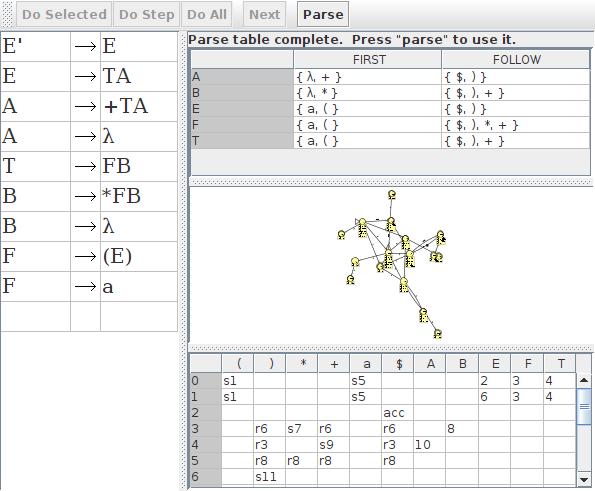 Do Selected Do Step Do All Next Parse
E' → E
E → TA
A → +TA
A → λ
T → FB
B → *FB
B → λ
F → (E)
F → a
Parse table complete. Press "parse" to use it.
FIRST FOLLOW
A { λ, + } { $, ) }
B { λ, * } { $, ), + }
E { a, ( } { $, ) }
F { a, ( } { $, ), *, + }
T { a, ( } { $, ), + }
( ) * + a $ A B E F T
0 s1 s5 2 3 4
1 s1 s5 6 3 4
2 acc
3 r6 s7 r6 r6 8
4 r3 s9 r3 10
5 r8 r8 r8 r8
6 s11